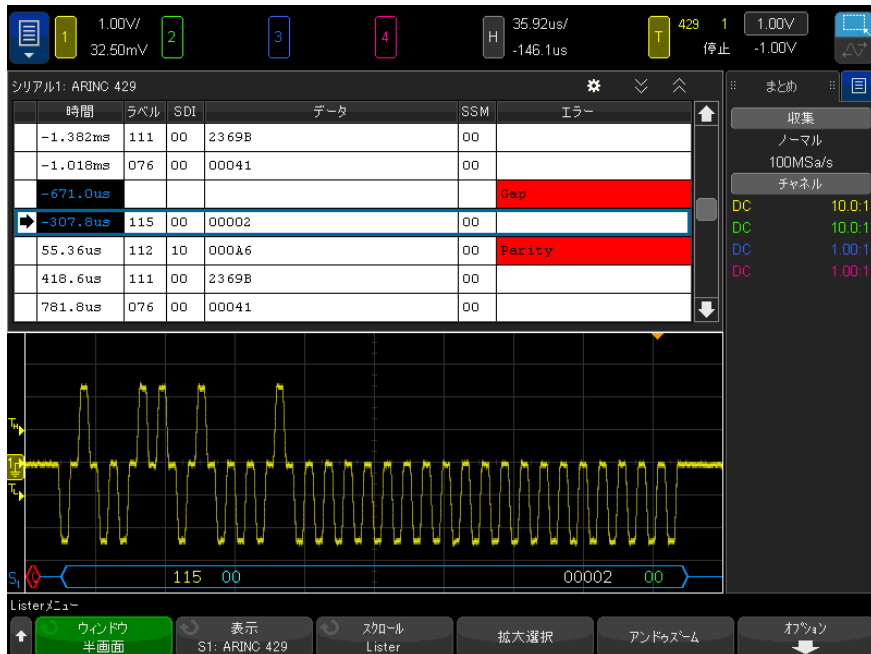 1 1.00V/ 2 3 4 H 35.92us/ T 429 1 1.00V
32.50mV -146.1us 停止 -1.00V
シリアル1: ARINC 429
まとめ
時間 ラベル SDI データ SSM エラー
-1.382ms 111 00 2369B 00
-1.018ms 076 00 00041 00
-671.0us Gap
-307.8us 115 00 00002 00
55.36us 112 10 000A6 00 Parity
418.6us 111 00 2369B 00
781.8us 076 00 00041 00
収集
ノーマル
100MSa/s
チャネル
DC 10.0:1
DC 10.0:1
DC 1.00:1
DC 1.00:1
TH
1
TL
S1 115 00 00002 00
Listerメニュー
ウィンドウ
半画面
表示
S1: ARINC 429
スクロール
Lister
拡大選択
アンドゥズーム
オプション